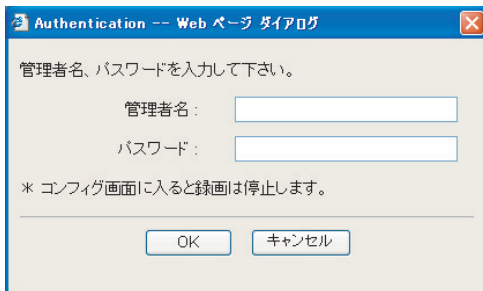 Authentication -- Web ページ ダイアログ
管理者名、パスワードを入力して下さい。
管理者名 :
パスワード :
* コンフィグ画面に入ると録画は停止します。
OK キャンセル